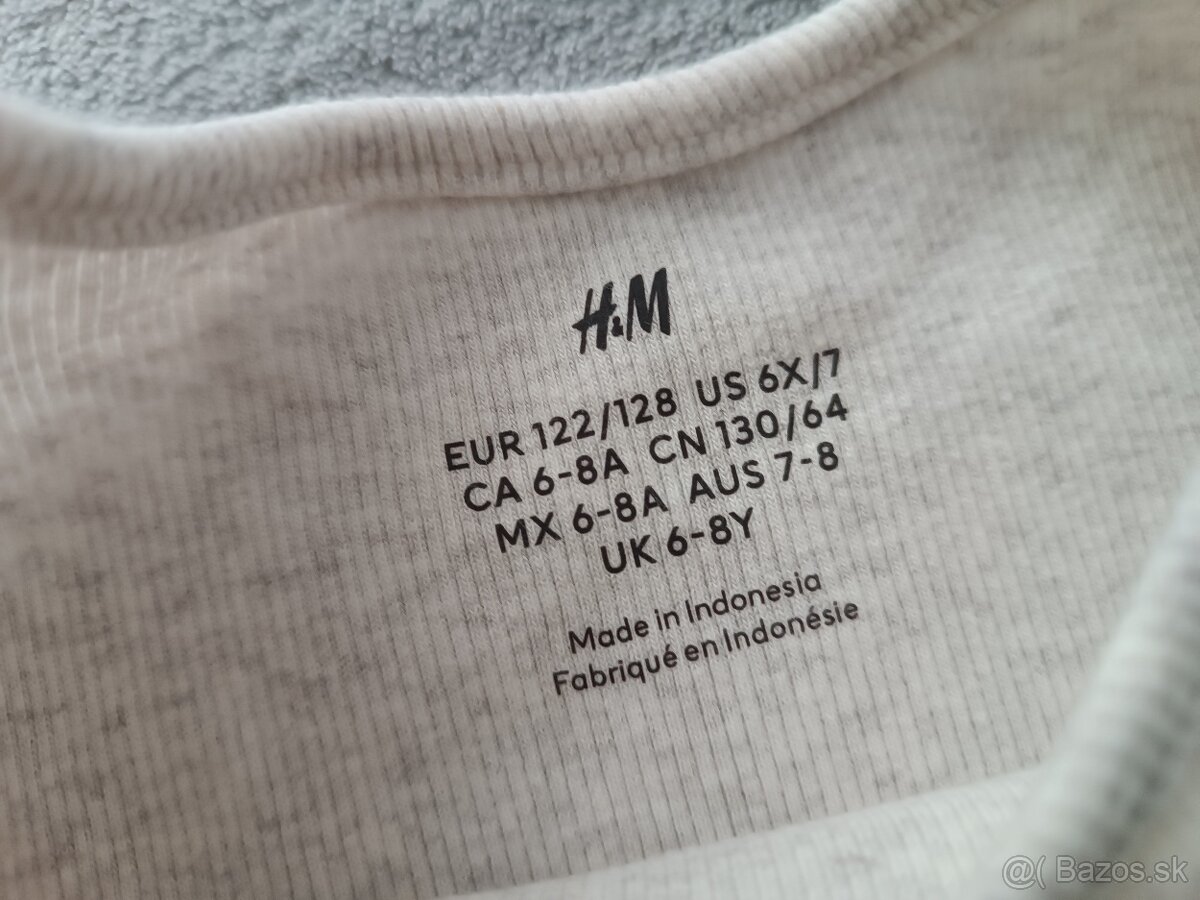 H&M
EUR 122/128 US 6X/7
CA 6-8A CN 130/64
MX 6-8A AUS 7-8
UK 6-8Y
Made in Indonesia
Fabriqué en Indonésie
@( Bazos.sk